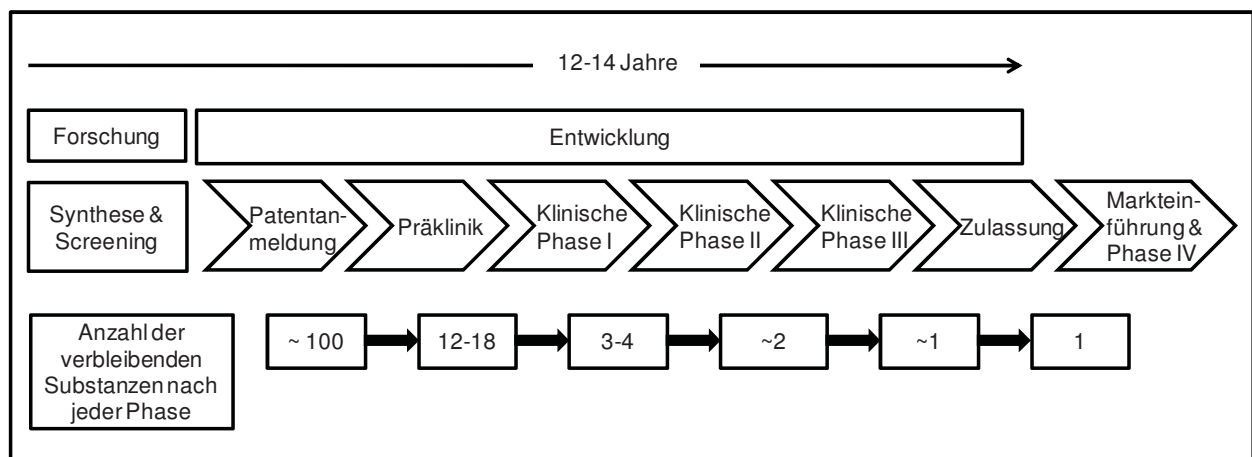 12-14 Jahre
Forschung
Entwicklung
Synthese &
Screening
Patentan-
meldung
Präklinik
Klinische
Phase I
Klinische
Phase II
Klinische
Phase III
Zulassung
Marktein-
führung &
Phase IV
Anzahl der
verbleibenden
Substanzen nach
jeder Phase
~ 100
12-18
3-4
~2
~1
1